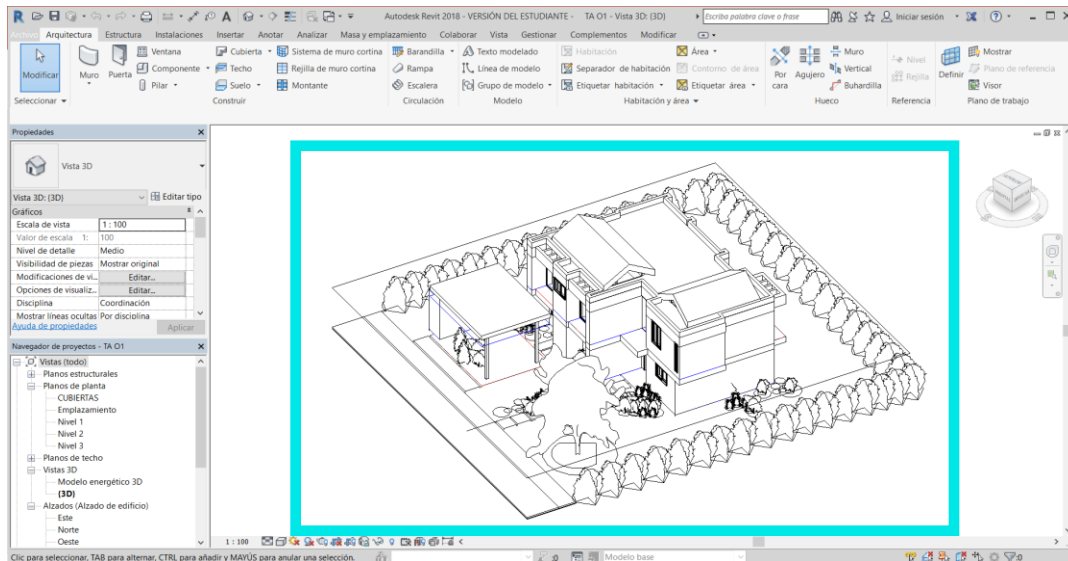 Autodesk Revit 2018 - VERSIÓN DEL ESTUDIANTE - TA O1 - Vista 3D: (3D)
Escriba palabra clave o frase
Iniciar sesión
Archivo Arquitectura Estructura Instalaciones Insertar Anotar Analizar Masa y emplazamiento Colaborar Vista Gestionar Complementos Modificar
Modificar
Seleccionar
Muro
Puerta
Ventana
Componente
Pilar
Cubierta
Techo
Suelo
Sistema de muro cortina
Rejilla de muro cortina
Montante
Construir
Barandilla
Rampa
Escalera
Circulación
Texto modelado
Línea de modelo
Grupo de modelo
Modelo
Habitación
Separador de habitación
Etiquetar habitación
Área
Contorno de área
Etiquetar área
Habitación y área
Por cara
Agujero
Muro
Vertical
Buhardilla
Hueco
Nivel
Rejilla
Referencia
Definir
Mostrar
Plano de referencia
Visor
Plano de trabajo
Propiedades
Vista 3D
Vista 3D: (3D)
Editar tipo
Gráficos
Escala de vista 1 : 100
Valor de escala 1: 100
Nivel de detalle Medio
Visibilidad de piezas Mostrar original
Modificaciones de vi... Editar...
Opciones de visualiz... Editar...
Disciplina Coordinación
Mostrar líneas ocultas Por disciplina
Ayuda de propiedades Aplicar
Navegador de proyectos - TA O1
Vistas (todo)
Planos estructurales
Planos de planta
CUBIERTAS
Emplazamiento
Nivel 1
Nivel 2
Nivel 3
Planos de techo
Vistas 3D
Modelo energético 3D
(3D)
Alzados (Alzado de edificio)
Este
Norte
Oeste
1 : 100
Clic para seleccionar, TAB para alternar, CTRL para añadir y MAYÚS para anular una selección.
:0
Modelo base
:0